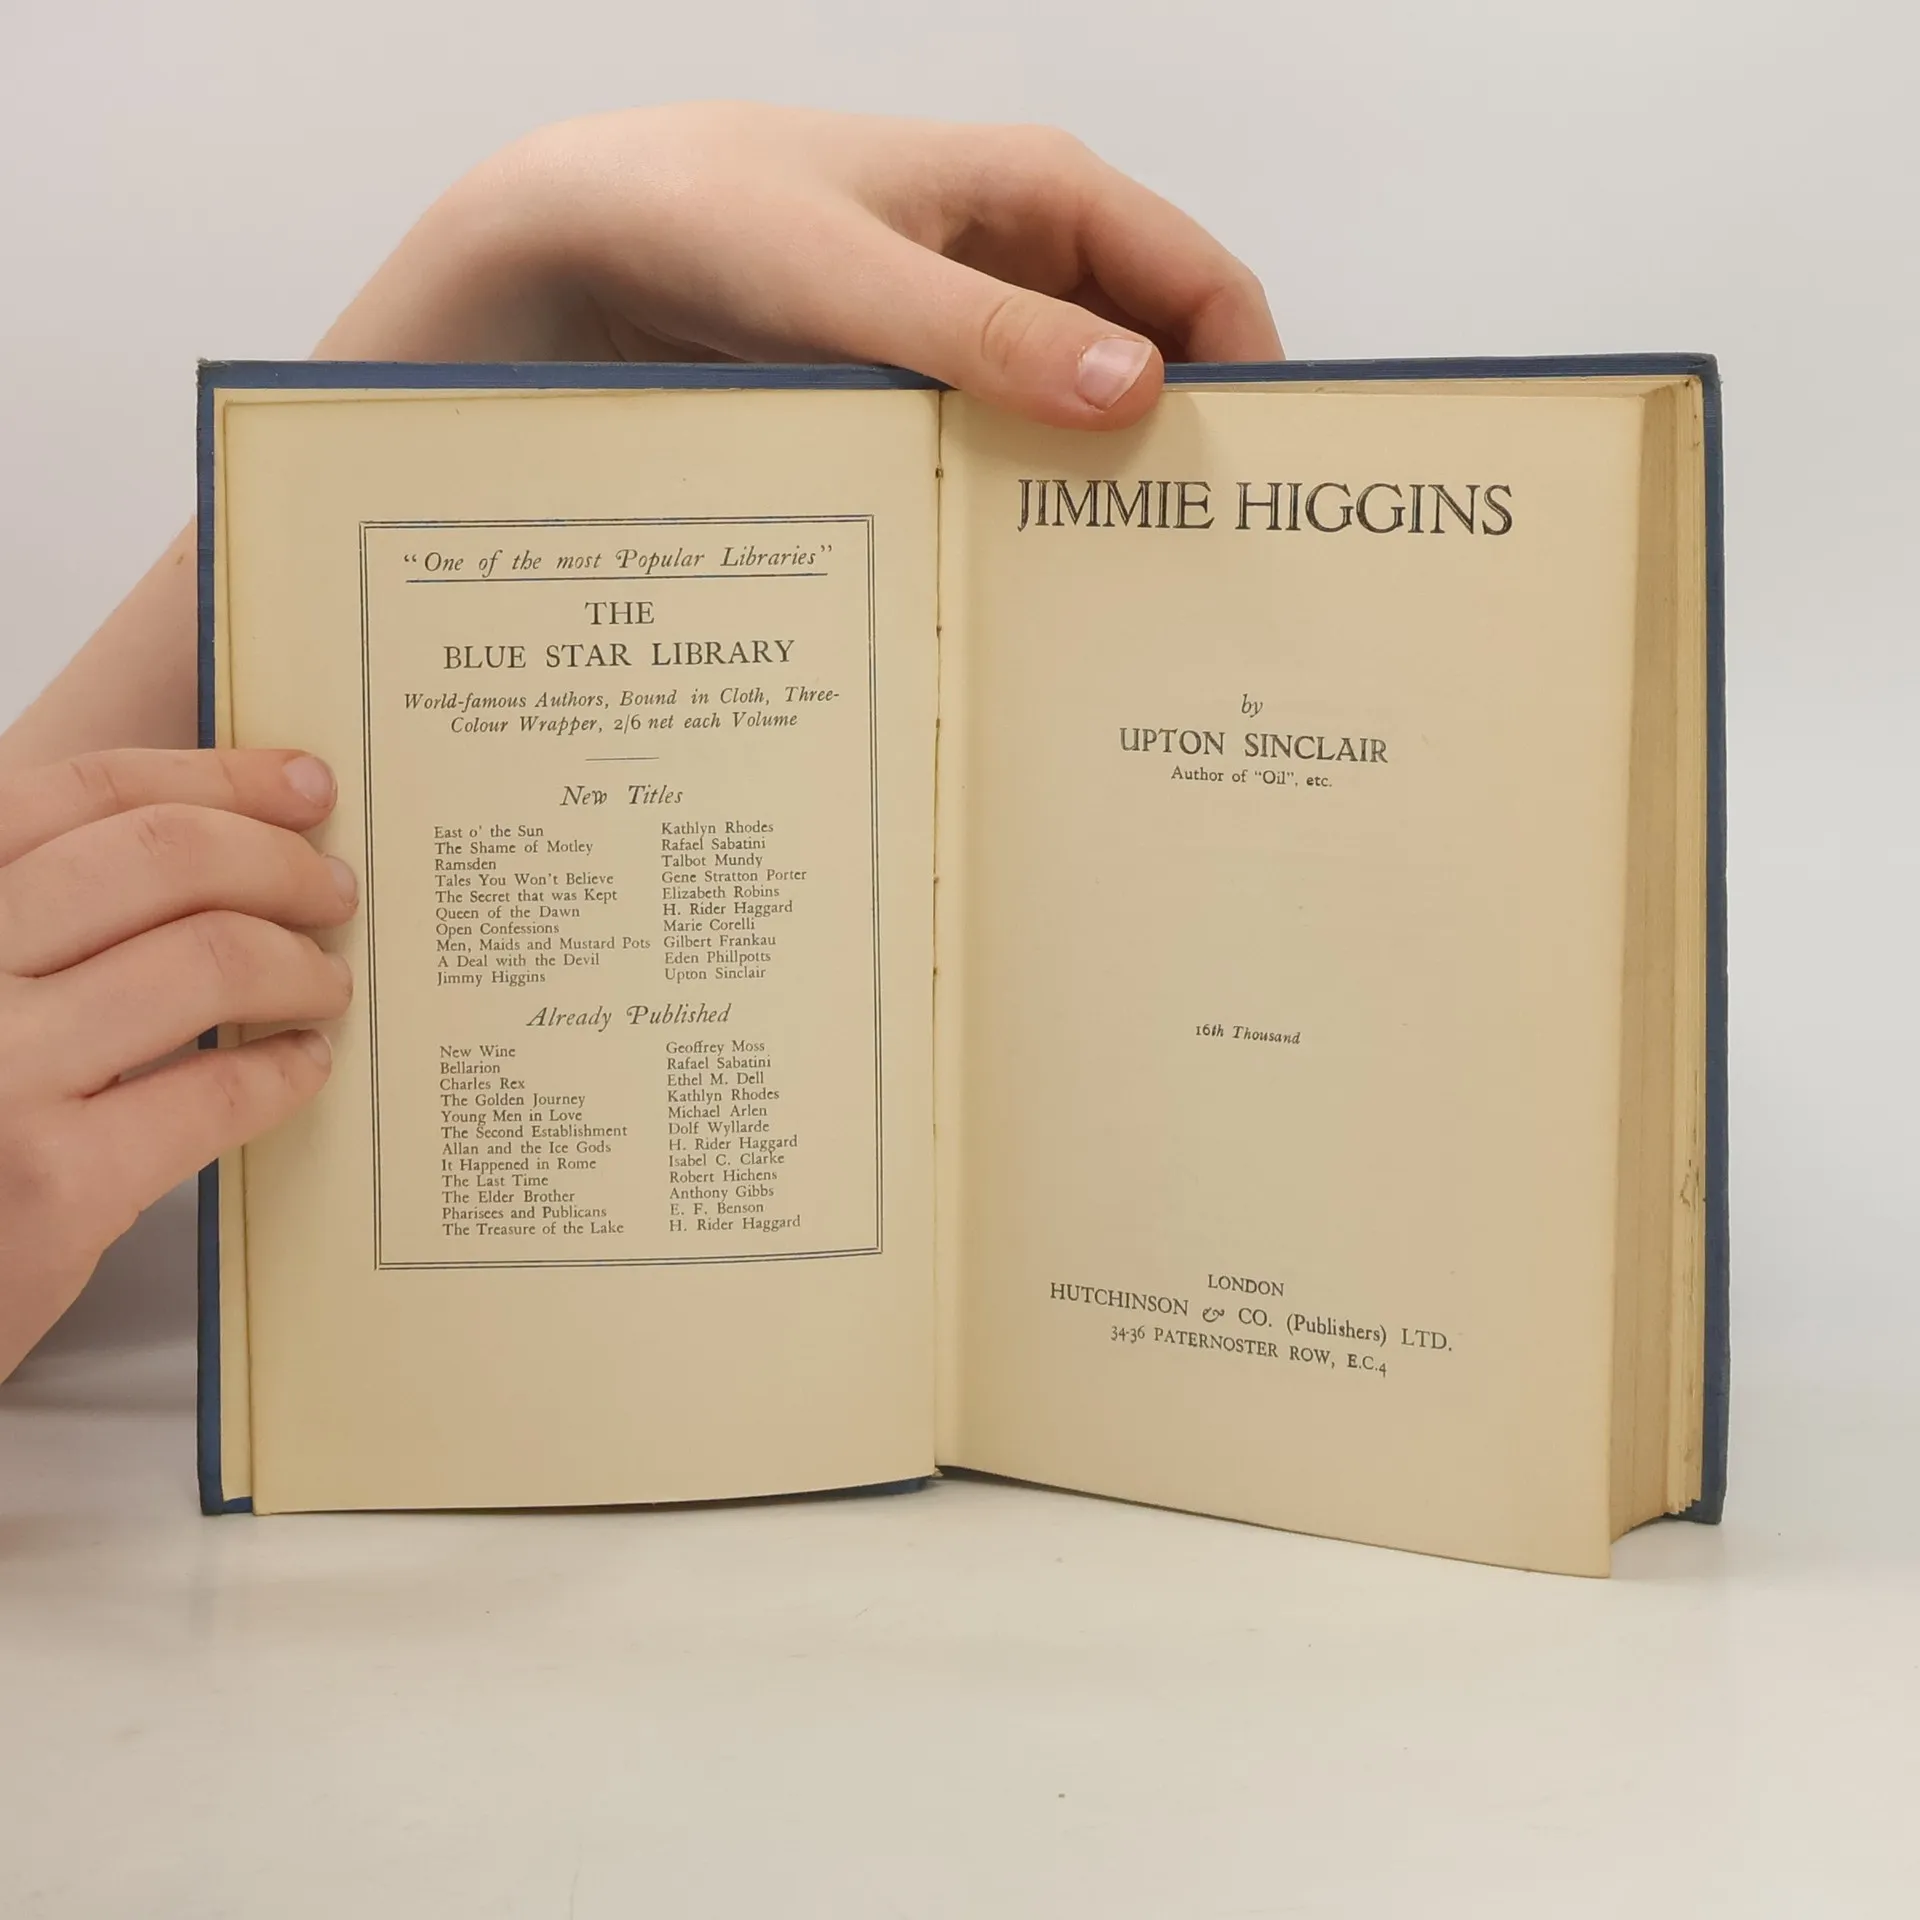 "One of the most Popular Libraries"
THE
BLUE STAR LIBRARY
World-famous Authors, Bound in Cloth, Three-
Colour Wrapper, 2/6 net each Volume
New Titles
East o' the Sun Kathlyn Rhodes
The Shame of Motley Rafael Sabatini
Ramsden Talbot Mundy
Tales You Won't Believe Gene Stratton Porter
The Secret that was Kept Elizabeth Robins
Queen of the Dawn H. Rider Haggard
Open Confessions Marie Corelli
Men, Maids and Mustard Pots Gilbert Frankau
A Deal with the Devil Eden Phillpotts
Jimmy Higgins Upton Sinclair
Already Published
New Wine Geoffrey Moss
Bellarion Rafael Sabatini
Charles Rex Ethel M. Dell
The Golden Journey Kathlyn Rhodes
Young Men in Love Michael Arlen
The Second Establishment Dolf Wyllarde
Allan and the Ice Gods H. Rider Haggard
It Happened in Rome Isabel C. Clarke
The Last Time Robert Hichens
The Elder Brother Anthony Gibbs
Pharisees and Publicans E. F. Benson
The Treasure of the Lake H. Rider Haggard
JIMMIE HIGGINS
by
UPTON SINCLAIR
Author of "Oil", etc.
16th Thousand
LONDON
HUTCHINSON & CO. (Publishers) LTD.
34-36 PATERNOSTER ROW, E.C.4